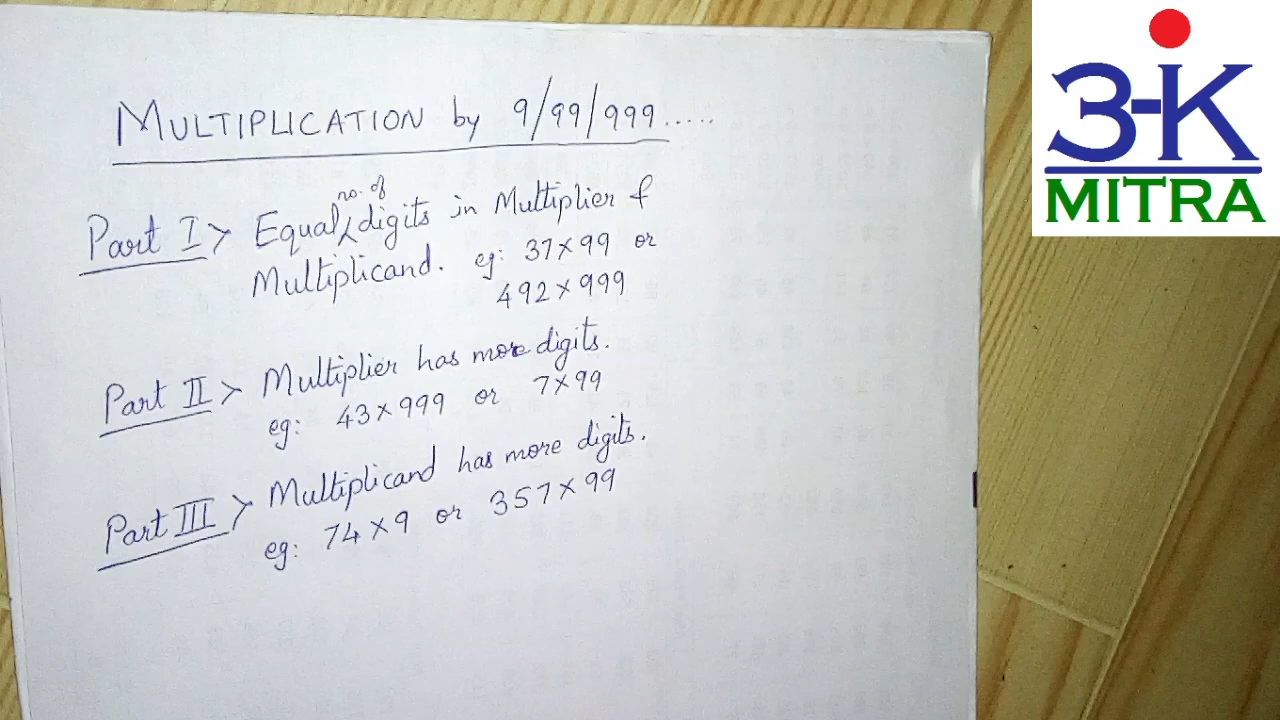 MULTIPLICATION by 9/99/999.....
Part I > Equal no. of digits in Multiplier &
Multiplicand. eg: 37 × 99 or
492 × 999
Part II > Multiplier has more digits.
eg: 43 × 999 or 7 × 99
Part III > Multiplicand has more digits.
eg: 74 × 9 or 357 × 99
3-K
MITRA